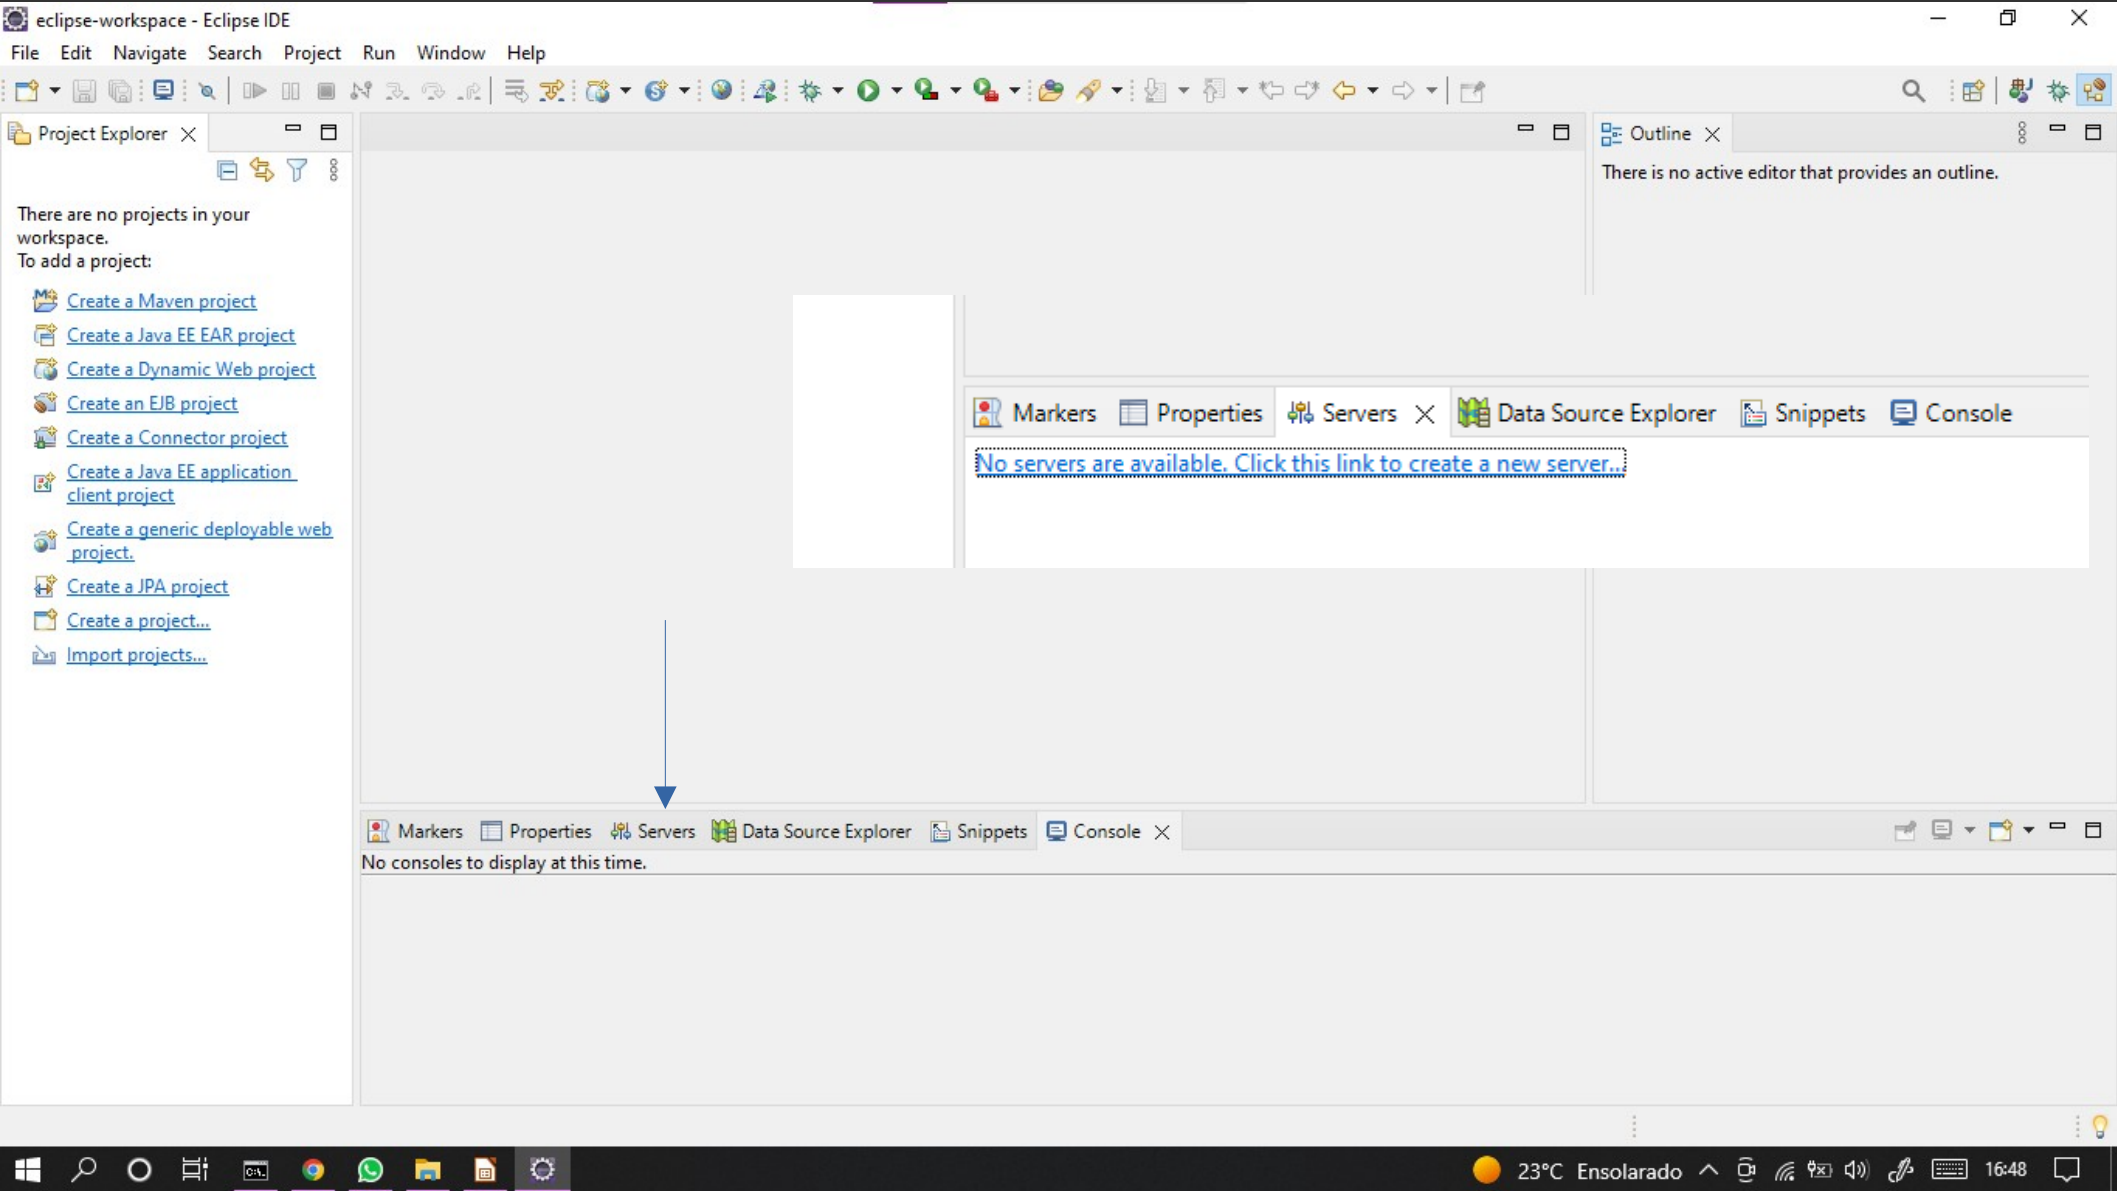 eclipse-workspace - Eclipse IDE
File Edit Navigate Search Project Run Window Help
Project Explorer
Outline
There is no active editor that provides an outline.
There are no projects in your
workspace.
To add a project:
Create a Maven project
Create a Java EE EAR project
Create a Dynamic Web project
Create an EJB project
Create a Connector project
Create a Java EE application
client project
Create a generic deployable web
project.
Create a JPA project
Create a project...
Import projects...
Markers Properties Servers Data Source Explorer Snippets Console
No servers are available. Click this link to create a new server...
Markers Properties Servers Data Source Explorer Snippets Console
No consoles to display at this time.
23°C Ensolarado 16:48